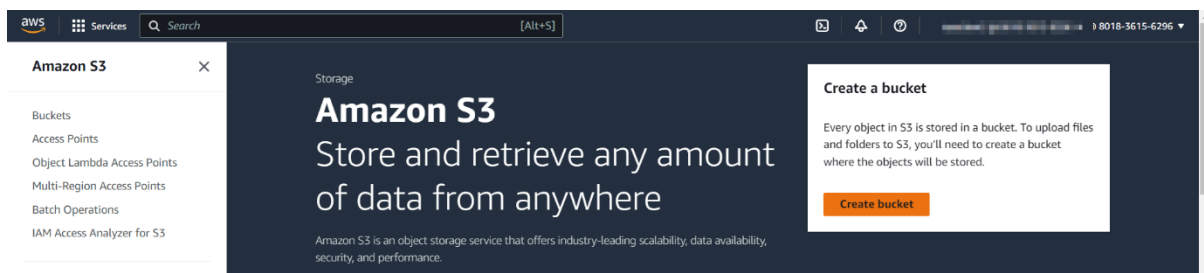 aws
Services
Search
[Alt+S]
8018-3615-6296
Amazon S3
Buckets
Access Points
Object Lambda Access Points
Multi-Region Access Points
Batch Operations
IAM Access Analyzer for S3
Storage
Amazon S3
Store and retrieve any amount
of data from anywhere
Amazon S3 is an object storage service that offers industry-leading scalability, data availability,
security, and performance.
Create a bucket
Every object in S3 is stored in a bucket. To upload files
and folders to S3, you'll need to create a bucket
where the objects will be stored.
Create bucket